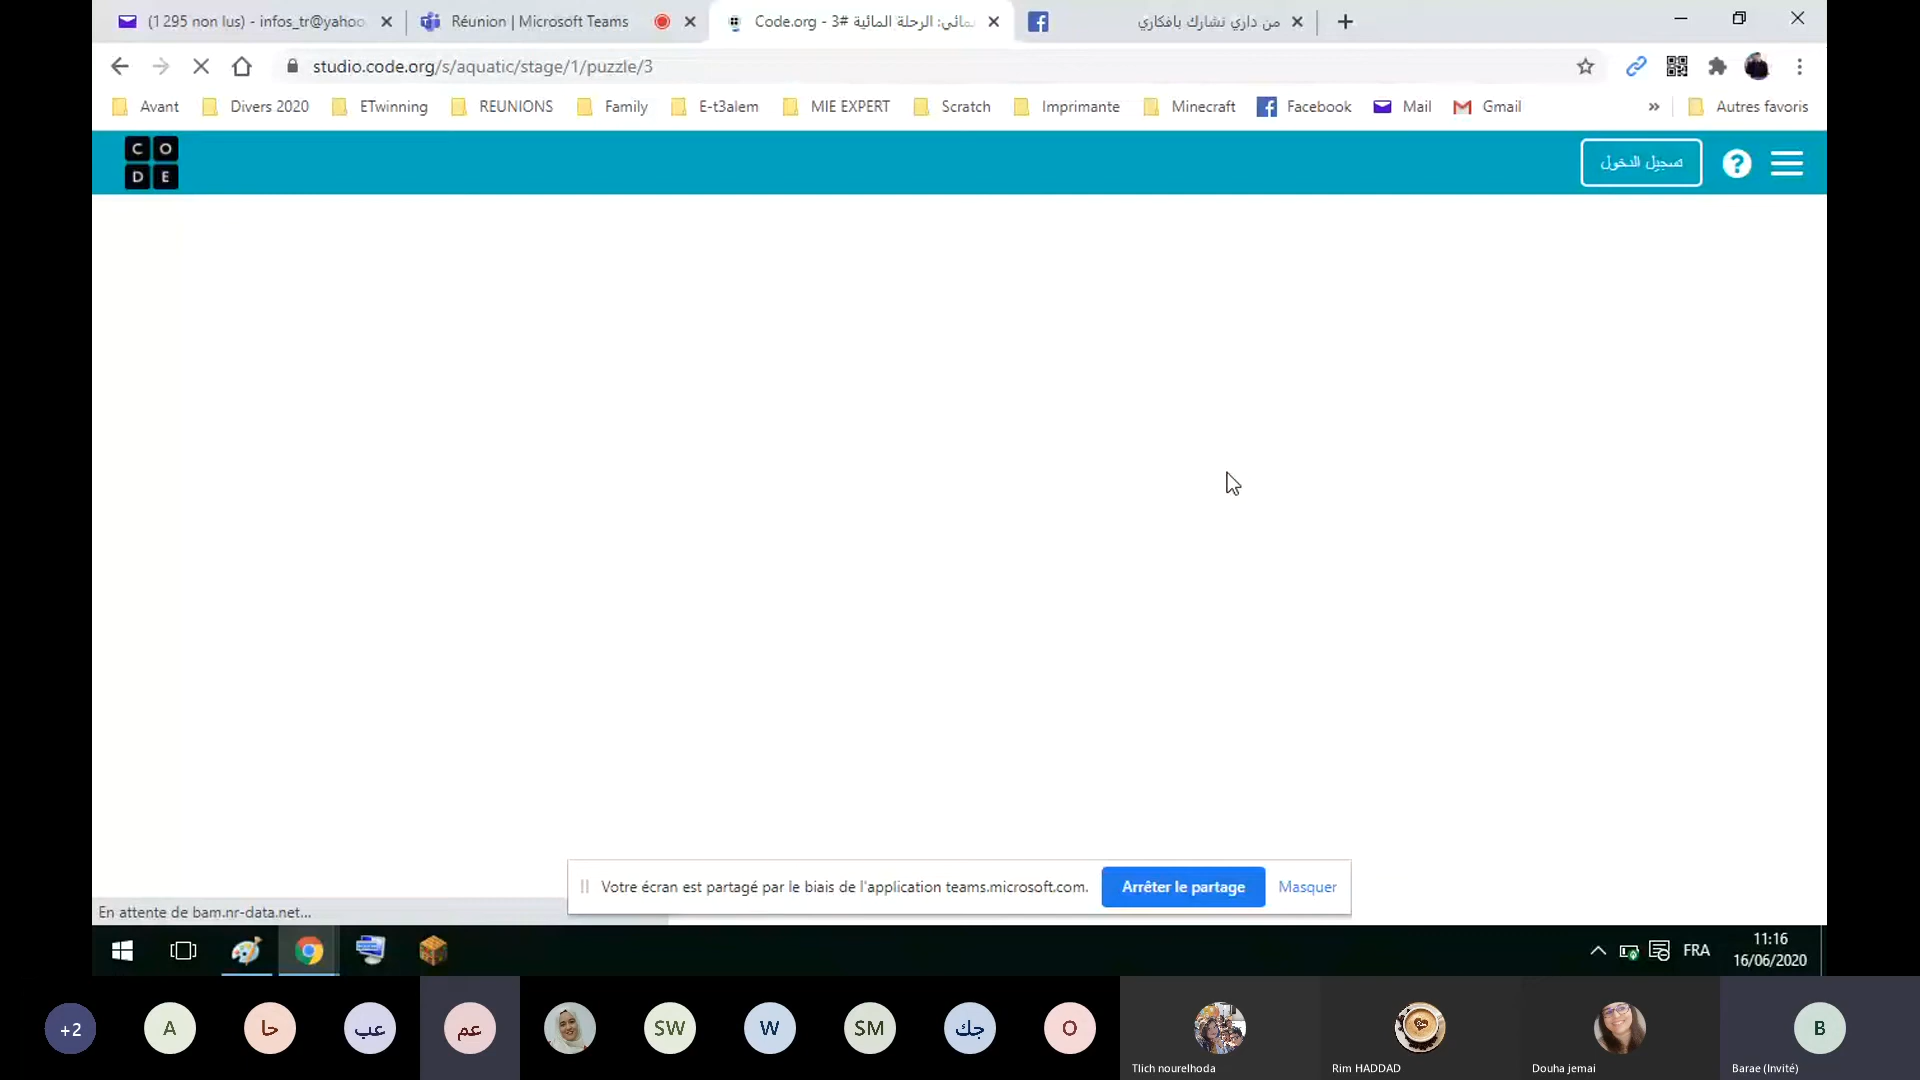 (1 295 non lus) - infos_tr@yahoo
Réunion | Microsoft Teams
Code.org - 3# الرحلة المائية
من داري نشارك بافكاري
studio.code.org/s/aquatic/stage/1/puzzle/3
Avant
Divers 2020
ETwinning
REUNIONS
Family
E-t3alem
MIE EXPERT
Scratch
Imprimante
Minecraft
Facebook
Mail
Gmail
»
Autres favoris
C O
D E
تسجيل الدخول
?
Votre écran est partagé par le biais de l'application teams.microsoft.com.
Arrêter le partage
Masquer
En attente de bam.nr-data.net...
FRA
11:16
16/06/2020
+2
A
حا
عب
عم
SW
W
SM
جك
O
B
Tlich nourelhoda
Rim HADDAD
Douha jemai
Barae (Invité)